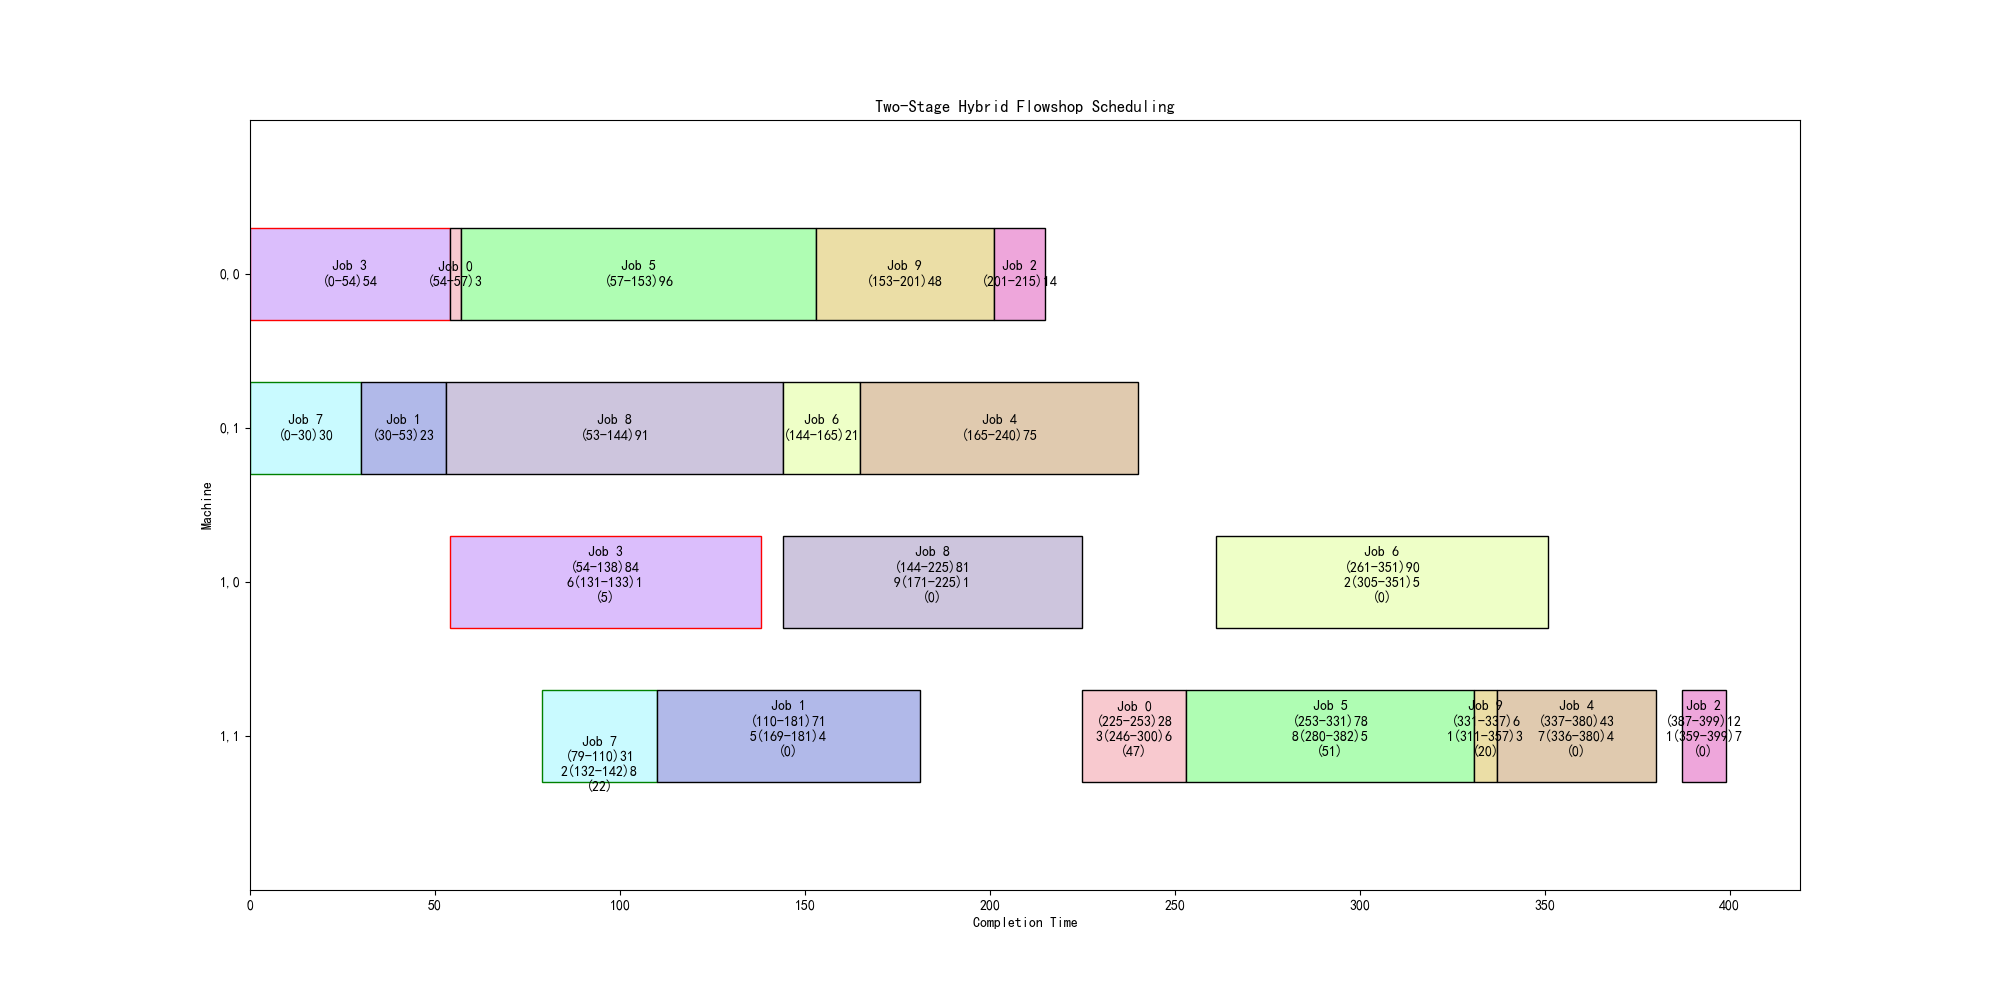 Two-Stage Hybrid Flowshop Scheduling
Machine
0,0
Job 3
(0-54)54
Job 0
(54-57)3
Job 5
(57-153)96
Job 9
(153-201)48
Job 2
(201-215)14
0,1
Job 7
(0-30)30
Job 1
(30-53)23
Job 8
(53-144)91
Job 6
(144-165)21
Job 4
(165-240)75
1,0
Job 3
(54-138)84
6(131-133)1
(5)
Job 8
(144-225)81
9(171-225)1
(0)
Job 6
(261-351)90
2(305-351)5
(0)
1,1
Job 7
(79-110)31
2(132-142)8
(22)
Job 1
(110-181)71
5(169-181)4
(0)
Job 0
(225-253)28
3(246-300)6
(47)
Job 5
(253-331)78
8(280-382)5
(51)
Job 9
(331-337)6
1(311-357)3
(20)
Job 4
(337-380)43
7(336-380)4
(0)
Job 2
(387-399)12
1(359-399)7
(0)
0
50
100
150
200
250
300
350
400
Completion Time